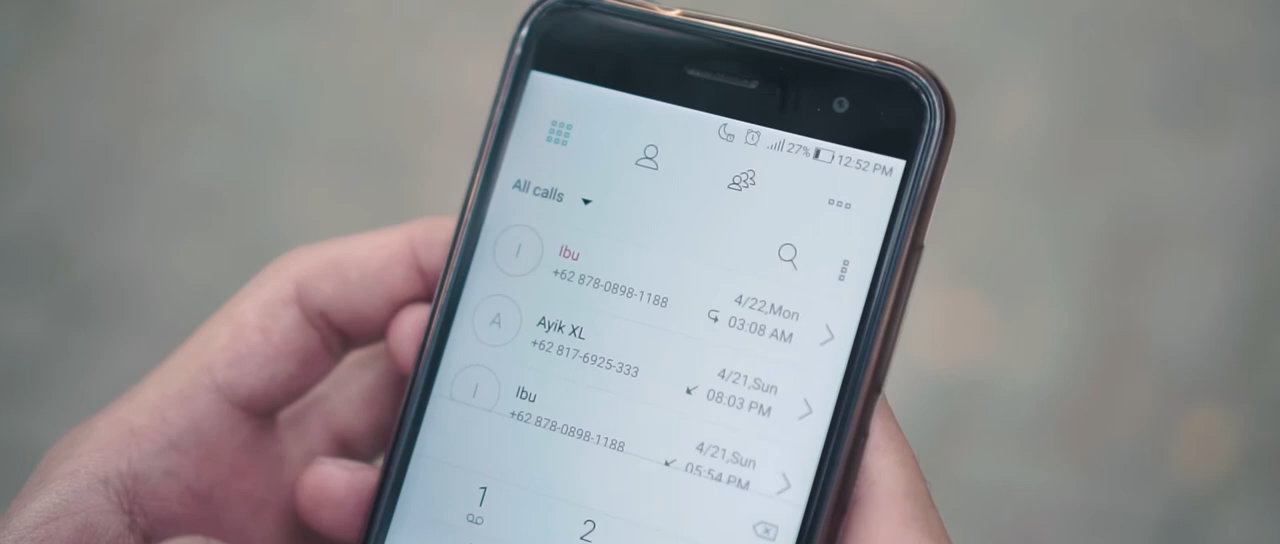 27% 12:52 PM
All calls
I
Ibu
+62 878-0898-1188
4/22,Mon
03:08 AM
A
Ayik XL
+62 817-6925-333
4/21,Sun
08:03 PM
I
Ibu
+62 878-0898-1188
4/21,Sun
05:54 PM
1
2